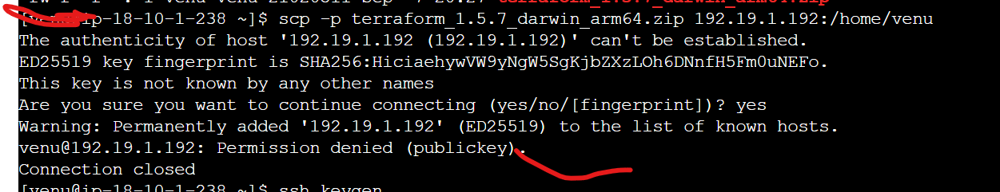 terraform_1.5.7_darwin_arm64.zip
ip-18-10-1-238 ~]$ scp -p terraform_1.5.7_darwin_arm64.zip 192.19.1.192:/home/venu
The authenticity of host '192.19.1.192 (192.19.1.192)' can't be established.
ED25519 key fingerprint is SHA256:HiciaehywVW9yNgW5SgKjbZXzLOh6DNnfH5Fm0uNEFo.
This key is not known by any other names
Are you sure you want to continue connecting (yes/no/[fingerprint])? yes
Warning: Permanently added '192.19.1.192' (ED25519) to the list of known hosts.
venu@192.19.1.192: Permission denied (publickey).
Connection closed
[venu@ip-18-10-1-238 ~]$ ssh keygen